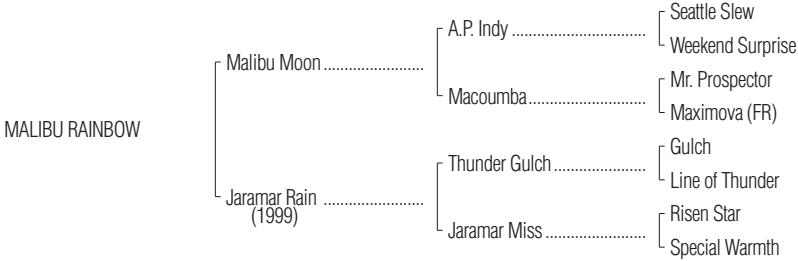 Seattle Slew
A.P. Indy ..............................
Weekend Surprise
Malibu Moon .......................
Mr. Prospector
Macoumba ..........................
Maximova (FR)
MALIBU RAINBOW
Gulch
Thunder Gulch .....................
Line of Thunder
Jaramar Rain .......................
(1999)
Risen Star
Jaramar Miss .......................
Special Warmth